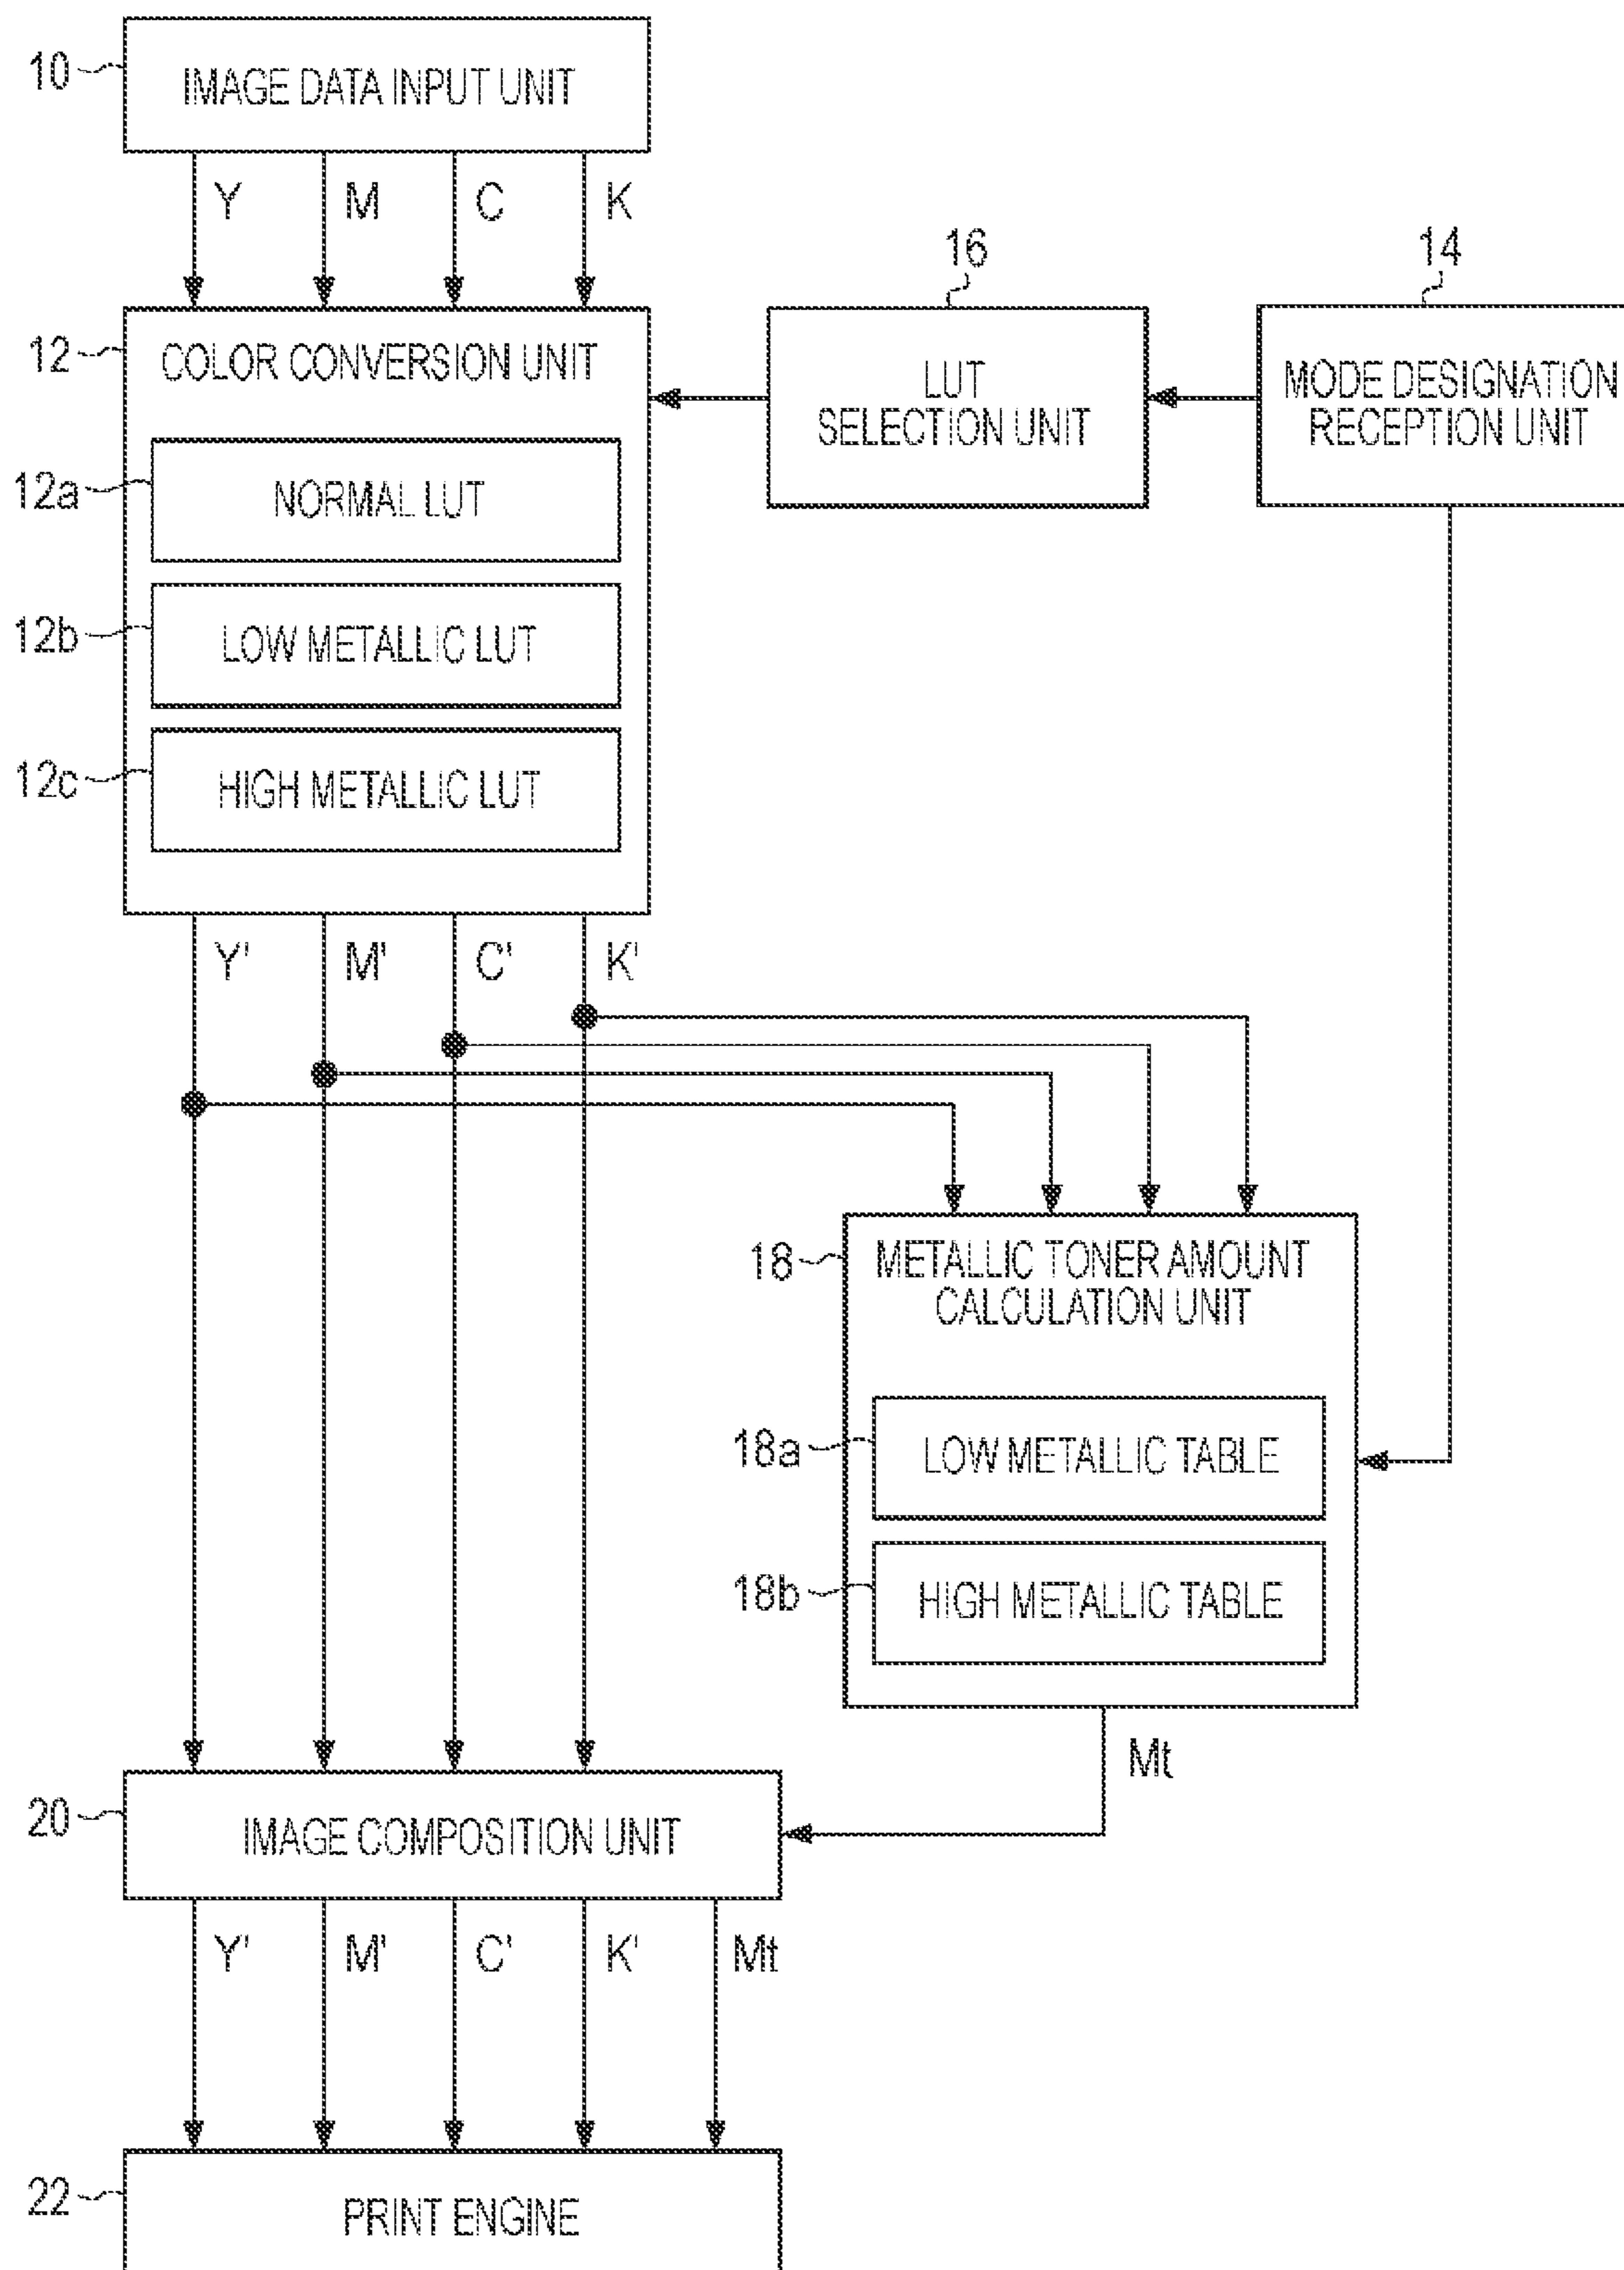 10
IMAGE DATA INPUT UNIT
Y M C K
16
14
12
COLOR CONVERSION UNIT
LUT
SELECTION UNIT
MODE DESIGNATION
RECEPTION UNIT
12a
NORMAL LUT
12b
LOW METALLIC LUT
12c
HIGH METALLIC LUT
Y' M' C' K'
18
METALLIC TONER AMOUNT
CALCULATION UNIT
18a
LOW METALLIC TABLE
18b
HIGH METALLIC TABLE
Mt
20
IMAGE COMPOSITION UNIT
Y' M' C' K' Mt
22
PRINT ENGINE